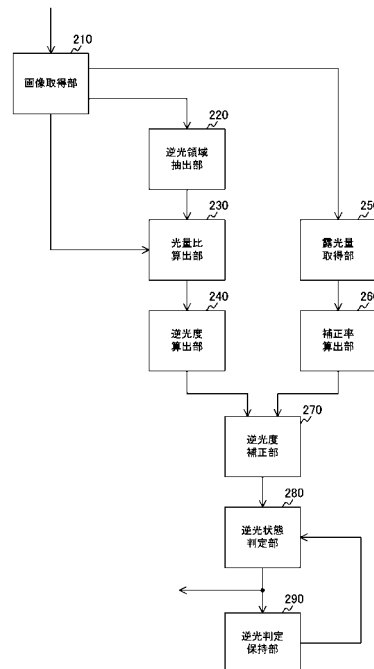 210
画像取得部
220
逆光領域
抽出部
230
光量比
算出部
250
露光量
取得部
240
逆光度
算出部
260
補正率
算出部
270
逆光度
補正部
280
逆光状態
判定部
290
逆光判定
保持部